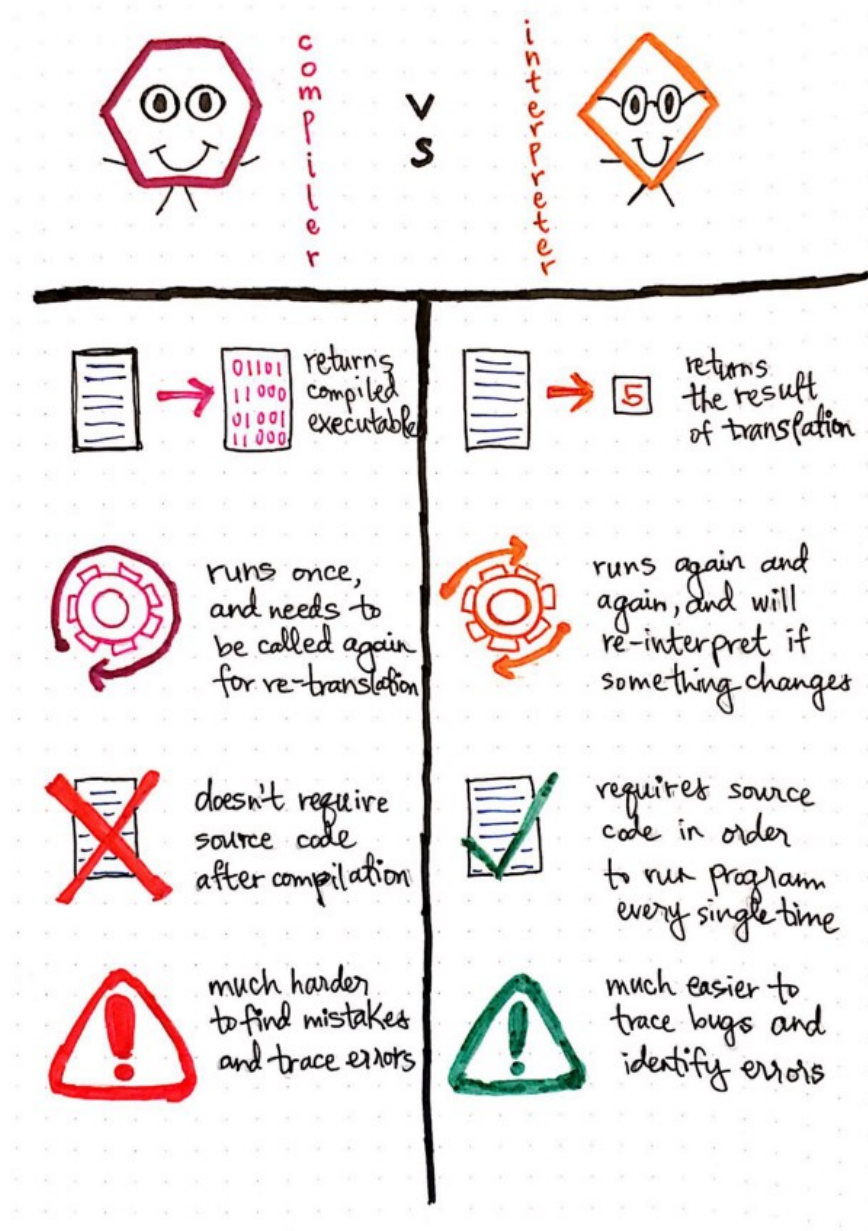 compiler
VS
interpreter
01101
11000
01001
11000
returns
compiled
executable
5
returns
the result
of translation
runs once,
and needs to
be called again
for re-translation
runs again and
again, and will
re-interpret if
something changes
doesn't require
source code
after compilation
requires source
code in order
to run programm
every single time
much harder
to find mistakes
and trace errors
much easier to
trace bugs and
identify errors